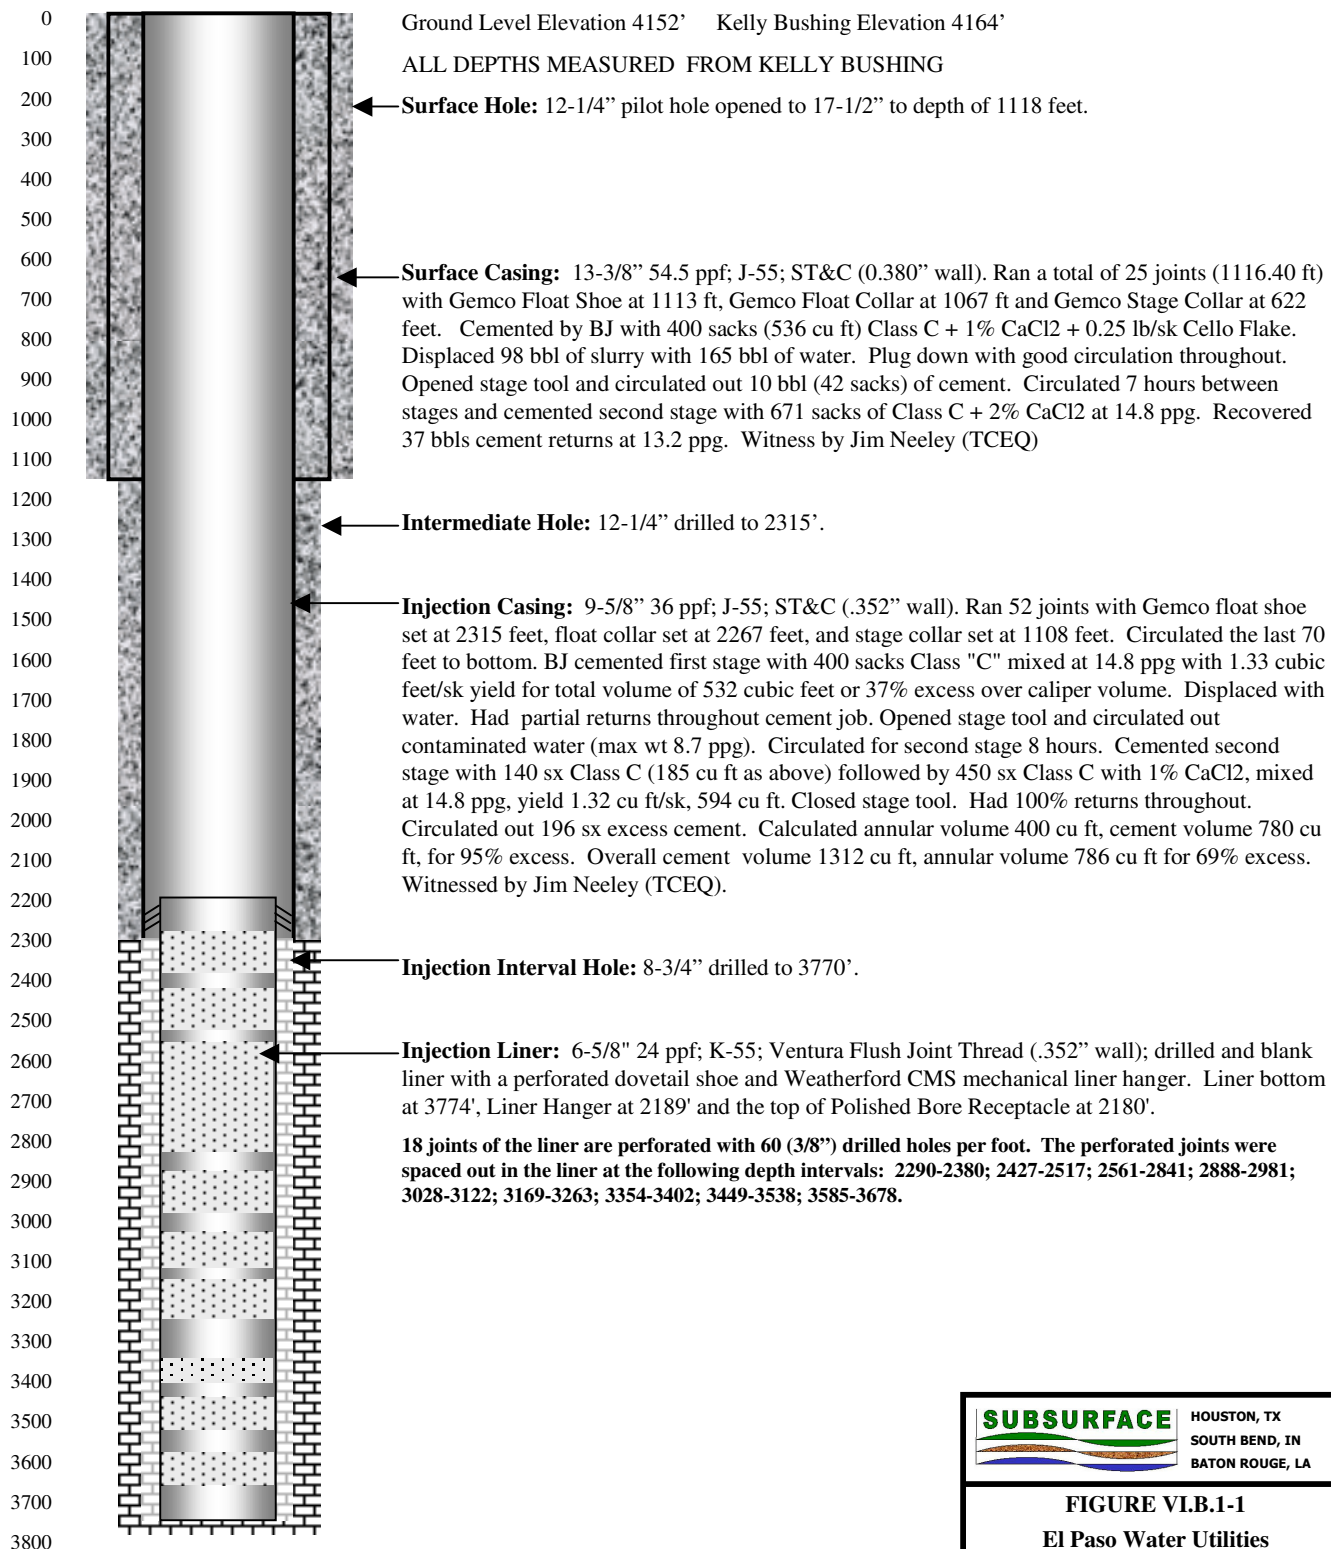 0
100
200
300
400
500
600
700
800
900
1000
1100
1200
1300
1400
1500
1600
1700
1800
1900
2000
2100
2200
2300
2400
2500
2600
2700
2800
2900
3000
3100
3200
3300
3400
3500
3600
3700
3800
Ground Level Elevation 4152’ Kelly Bushing Elevation 4164’
ALL DEPTHS MEASURED FROM KELLY BUSHING
Surface Hole: 12-1/4” pilot hole opened to 17-1/2” to depth of 1118 feet.
Surface Casing: 13-3/8” 54.5 ppf; J-55; ST&C (0.380” wall). Ran a total of 25 joints (1116.40 ft)
with Gemco Float Shoe at 1113 ft, Gemco Float Collar at 1067 ft and Gemco Stage Collar at 622
feet. Cemented by BJ with 400 sacks (536 cu ft) Class C + 1% CaCl2 + 0.25 lb/sk Cello Flake.
Displaced 98 bbl of slurry with 165 bbl of water. Plug down with good circulation throughout.
Opened stage tool and circulated out 10 bbl (42 sacks) of cement. Circulated 7 hours between
stages and cemented second stage with 671 sacks of Class C + 2% CaCl2 at 14.8 ppg. Recovered
37 bbls cement returns at 13.2 ppg. Witness by Jim Neeley (TCEQ)
Intermediate Hole: 12-1/4” drilled to 2315’.
Injection Casing: 9-5/8” 36 ppf; J-55; ST&C (.352” wall). Ran 52 joints with Gemco float shoe
set at 2315 feet, float collar set at 2267 feet, and stage collar set at 1108 feet. Circulated the last 70
feet to bottom. BJ cemented first stage with 400 sacks Class "C" mixed at 14.8 ppg with 1.33 cubic
feet/sk yield for total volume of 532 cubic feet or 37% excess over caliper volume. Displaced with
water. Had partial returns throughout cement job. Opened stage tool and circulated out
contaminated water (max wt 8.7 ppg). Circulated for second stage 8 hours. Cemented second
stage with 140 sx Class C (185 cu ft as above) followed by 450 sx Class C with 1% CaCl2, mixed
at 14.8 ppg, yield 1.32 cu ft/sk, 594 cu ft. Closed stage tool. Had 100% returns throughout.
Circulated out 196 sx excess cement. Calculated annular volume 400 cu ft, cement volume 780 cu
ft, for 95% excess. Overall cement volume 1312 cu ft, annular volume 786 cu ft for 69% excess.
Witnessed by Jim Neeley (TCEQ).
Injection Interval Hole: 8-3/4” drilled to 3770’.
Injection Liner: 6-5/8" 24 ppf; K-55; Ventura Flush Joint Thread (.352” wall); drilled and blank
liner with a perforated dovetail shoe and Weatherford CMS mechanical liner hanger. Liner bottom
at 3774', Liner Hanger at 2189' and the top of Polished Bore Receptacle at 2180'.
18 joints of the liner are perforated with 60 (3/8”) drilled holes per foot. The perforated joints were
spaced out in the liner at the following depth intervals: 2290-2380; 2427-2517; 2561-2841; 2888-2981;
3028-3122; 3169-3263; 3354-3402; 3449-3538; 3585-3678.
SUBSURFACE
HOUSTON, TX
SOUTH BEND, IN
BATON ROUGE, LA
FIGURE VI.B.1-1
El Paso Water Utilities